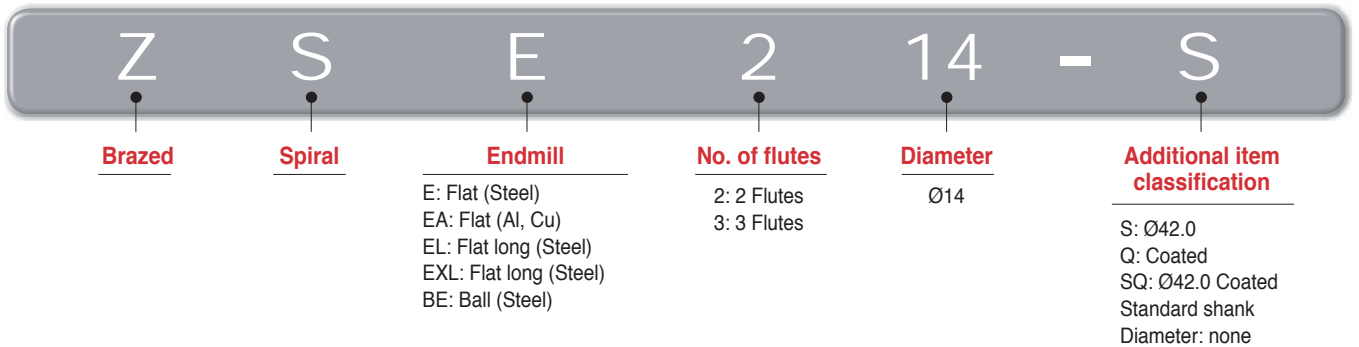 Z S E 2 14 - S
Brazed
Spiral
Endmill
E: Flat (Steel)
EA: Flat (Al, Cu)
EL: Flat long (Steel)
EXL: Flat long (Steel)
BE: Ball (Steel)
No. of flutes
2: 2 Flutes
3: 3 Flutes
Diameter
Ø14
Additional item
classification
S: Ø42.0
Q: Coated
SQ: Ø42.0 Coated
Standard shank
Diameter: none